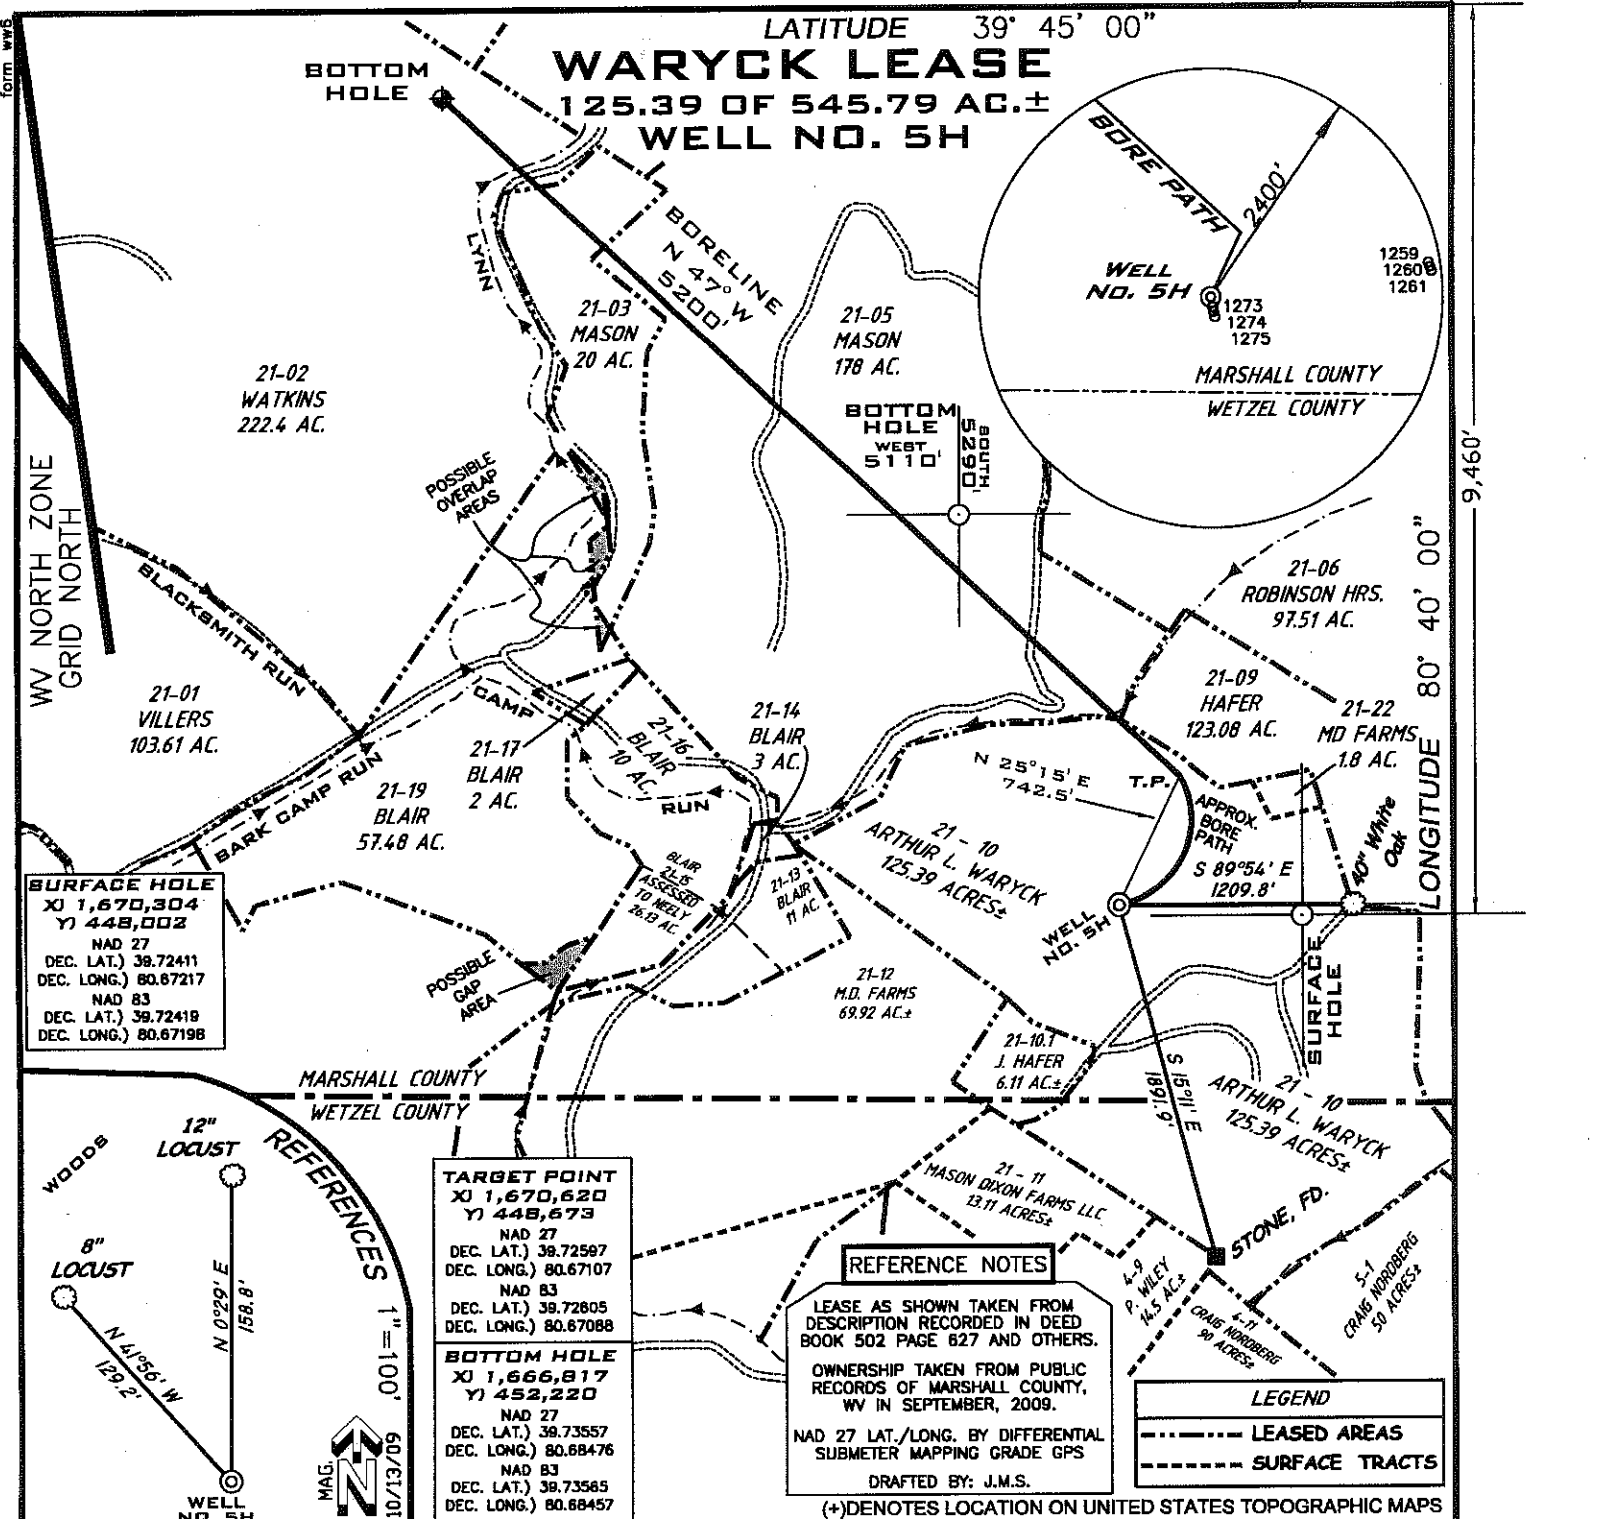 form ww6
LATITUDE 39° 45' 00"
WARYCK LEASE
125.39 OF 545.79 AC.±
WELL NO. 5H
BOTTOM
HOLE
BORE PATH
2400'
WELL
NO. 5H
1259
1260
1261
1273
1274
1275
MARSHALL COUNTY
WETZEL COUNTY
9,460'
LYNN
BORELINE
N 47° W
5200'
21-03
MASON
20 AC.
21-05
MASON
178 AC.
21-02
WATKINS
222.4 AC.
BOTTOM
HOLE
WEST
5110'
SOUTH
5290'
POSSIBLE
OVERLAP
AREAS
WV NORTH ZONE
GRID NORTH
BLACKSMITH RUN
21-06
ROBINSON HRS.
97.51 AC.
LONGITUDE 80° 40' 00"
21-01
VILLERS
103.61 AC.
CAMP
RUN
21-17
BLAIR
2 AC.
21-16
BLAIR
10 AC.
21-14
BLAIR
3 AC.
21-09
HAFER
123.08 AC.
21-22
MD FARMS
1.8 AC.
BARK CAMP RUN
21-19
BLAIR
57.48 AC.
N 25°15' E
742.5'
T.P.
APPROX.
BORE
PATH
40" White
Oak
21 - 10
ARTHUR L. WARYCK
125.39 ACRES±
S 89°54' E
1209.8'
BLAIR
21-15
ASSESSED
TO NEELY
26.13 AC.
21-13
BLAIR
11 AC.
WELL
NO. 5H
SURFACE
HOLE
SURFACE HOLE
X) 1,670,304
Y) 448,002
NAD 27
DEC. LAT.) 39.72411
DEC. LONG.) 80.67217
NAD 83
DEC. LAT.) 39.72419
DEC. LONG.) 80.67198
POSSIBLE
GAP
AREA
21-12
M.D. FARMS
69.92 AC.±
21-10.1
J. HAFER
6.11 AC.±
S 15°11' E
1891.9'
21 - 10
ARTHUR L. WARYCK
125.39 ACRES±
MARSHALL COUNTY
WETZEL COUNTY
REFERENCES
1"=100'
WOODS
12"
LOCUST
8"
LOCUST
N 0°29' E
158.8'
N 41°56' W
129.2'
WELL
NO. 5H
MAG.
N
10/13/09
TARGET POINT
X) 1,670,620
Y) 448,673
NAD 27
DEC. LAT.) 39.72597
DEC. LONG.) 80.67107
NAD 83
DEC. LAT.) 39.72605
DEC. LONG.) 80.67088
BOTTOM HOLE
X) 1,666,817
Y) 452,220
NAD 27
DEC. LAT.) 39.73557
DEC. LONG.) 80.68476
NAD 83
DEC. LAT.) 39.73565
DEC. LONG.) 80.68457
21 - 11
MASON DIXON FARMS LLC
13.11 ACRES±
STONE, FD.
4-9
P. WILEY
14.5 AC.±
4-11
CRAIG NORDBERG
90 ACRES±
5-1
CRAIG NORDBERG
50 ACRES±
REFERENCE NOTES
LEASE AS SHOWN TAKEN FROM
DESCRIPTION RECORDED IN DEED
BOOK 502 PAGE 627 AND OTHERS.
OWNERSHIP TAKEN FROM PUBLIC
RECORDS OF MARSHALL COUNTY,
WV IN SEPTEMBER, 2009.
NAD 27 LAT./LONG. BY DIFFERENTIAL
SUBMETER MAPPING GRADE GPS
DRAFTED BY: J.M.S.
LEGEND
LEASED AREAS
SURFACE TRACTS
(+)DENOTES LOCATION ON UNITED STATES TOPOGRAPHIC MAPS